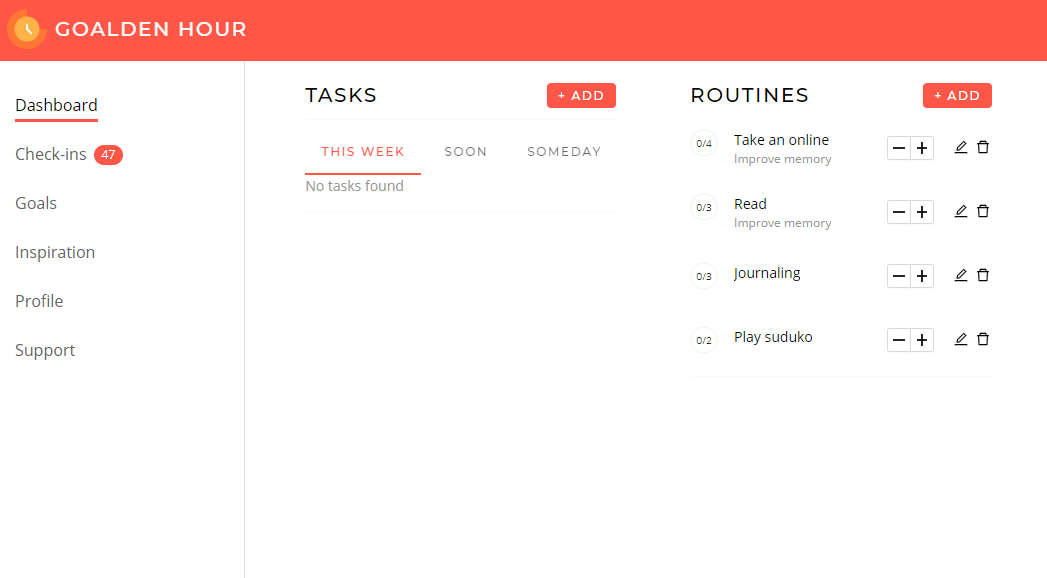 GOALDEN HOUR
Dashboard
Check-ins 47
Goals
Inspiration
Profile
Support
TASKS
+ ADD
THIS WEEK SOON SOMEDAY
No tasks found
ROUTINES
+ ADD
0/4 Take an online
Improve memory
0/3 Read
Improve memory
0/3 Journaling
0/2 Play suduko